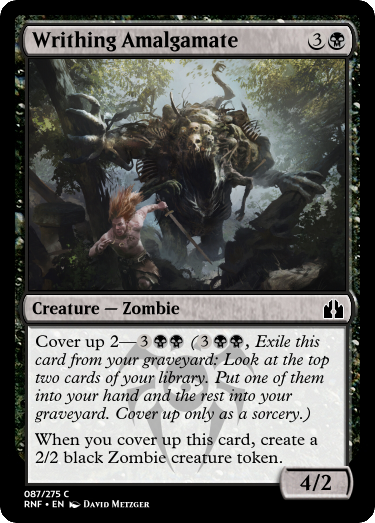 Writhing Amalgamate 3
Creature — Zombie
Cover up 2—3 (3, Exile this
card from your graveyard: Look at the top
two cards of your library. Put one of them
into your hand and the rest into your
graveyard. Cover up only as a sorcery.)
When you cover up this card, create a
2/2 black Zombie creature token.
4/2
087/275 C
RNF • EN David Metzger